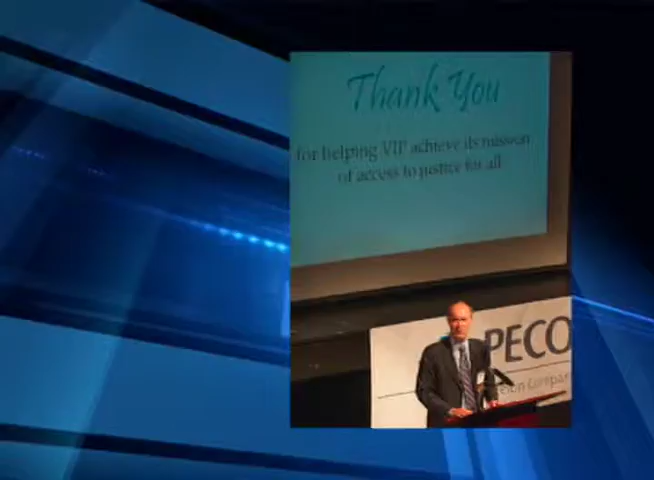 Thank You
for helping VIP achieve its mission
of access to justice for all
PECO